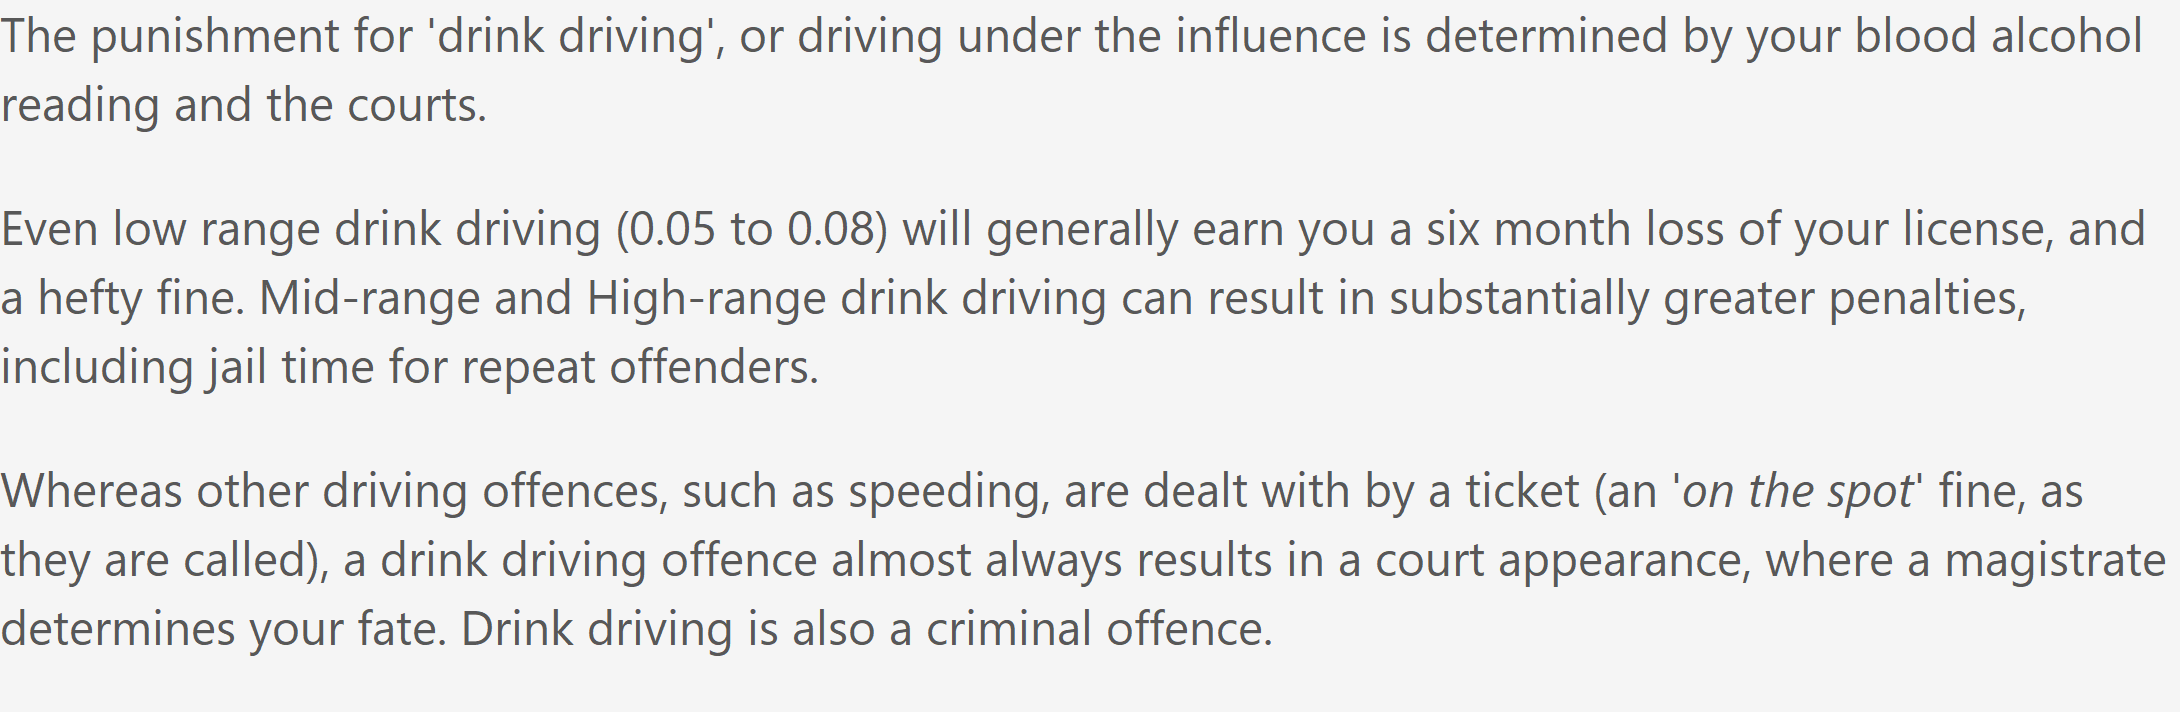 The punishment for 'drink driving', or driving under the influence is determined by your blood alcohol
reading and the courts.
Even low range drink driving (0.05 to 0.08) will generally earn you a six month loss of your license, and
a hefty fine. Mid-range and High-range drink driving can result in substantially greater penalties,
including jail time for repeat offenders.
Whereas other driving offences, such as speeding, are dealt with by a ticket (an 'on the spot' fine, as
they are called), a drink driving offence almost always results in a court appearance, where a magistrate
determines your fate. Drink driving is also a criminal offence.